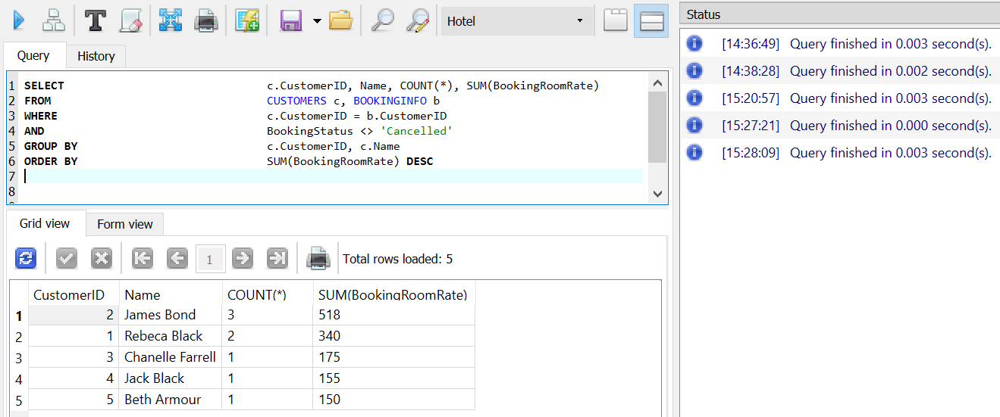 Hotel
Query History
1 SELECT c.CustomerID, Name, COUNT(*), SUM(BookingRoomRate)
2 FROM CUSTOMERS c, BOOKINGINFO b
3 WHERE c.CustomerID = b.CustomerID
4 AND BookingStatus <> 'Cancelled'
5 GROUP BY c.CustomerID, c.Name
6 ORDER BY SUM(BookingRoomRate) DESC
7
8
Grid view Form view
1 Total rows loaded: 5
CustomerID Name COUNT(*) SUM(BookingRoomRate)
1 2 James Bond 3 518
2 1 Rebeca Black 2 340
3 3 Chanelle Farrell 1 175
4 4 Jack Black 1 155
5 5 Beth Armour 1 150
Status
[14:36:49] Query finished in 0.003 second(s).
[14:38:28] Query finished in 0.002 second(s).
[15:20:57] Query finished in 0.003 second(s).
[15:27:21] Query finished in 0.000 second(s).
[15:28:09] Query finished in 0.003 second(s).